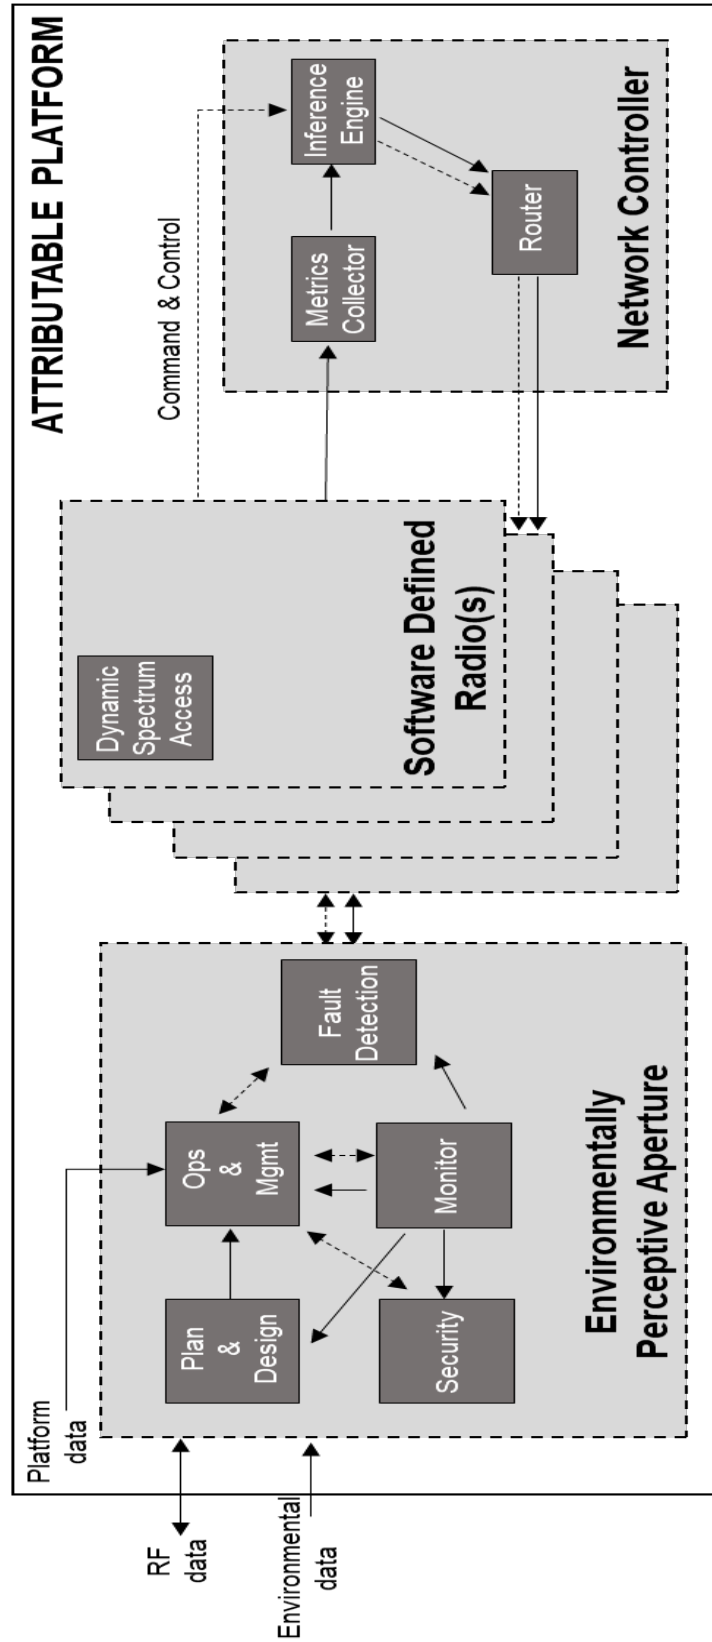 ATTRIBUTABLE PLATFORM
Platform
data
RF
data
Environmental
data
Plan
&
Design
Ops
&
Mgmt
Fault
Detection
Security
Monitor
Environmentally
Perceptive Aperture
Dynamic
Spectrum
Access
Software Defined
Radio(s)
Command & Control
Metrics
Collector
Inference
Engine
Router
Network Controller